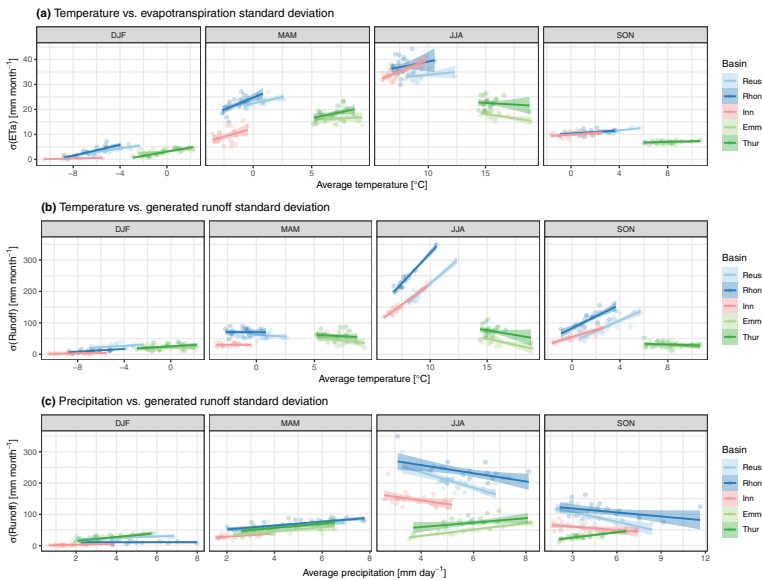 (a) Temperature vs. evapotranspiration standard deviation
DJF MAM JJA SON
σ(ETa) [mm month⁻¹]
40
30
20
10
0
−8 −4 0 0 5 10 15 0 4 8
Average temperature [°C]
Basin
Reus
Rhon
Inn
Emm
Thur
(b) Temperature vs. generated runoff standard deviation
DJF MAM JJA SON
σ(Runoff) [mm month⁻¹]
300
200
100
0
−8 −4 0 0 5 10 15 0 4 8
Average temperature [°C]
Basin
Reus
Rhon
Inn
Emm
Thur
(c) Precipitation vs. generated runoff standard deviation
DJF MAM JJA SON
σ(Runoff) [mm month⁻¹]
300
200
100
0
2 4 6 8 2 4 6 8 4 6 8 3 6 9 12
Average precipitation [mm day⁻¹]
Basin
Reus
Rhon
Inn
Emm
Thur